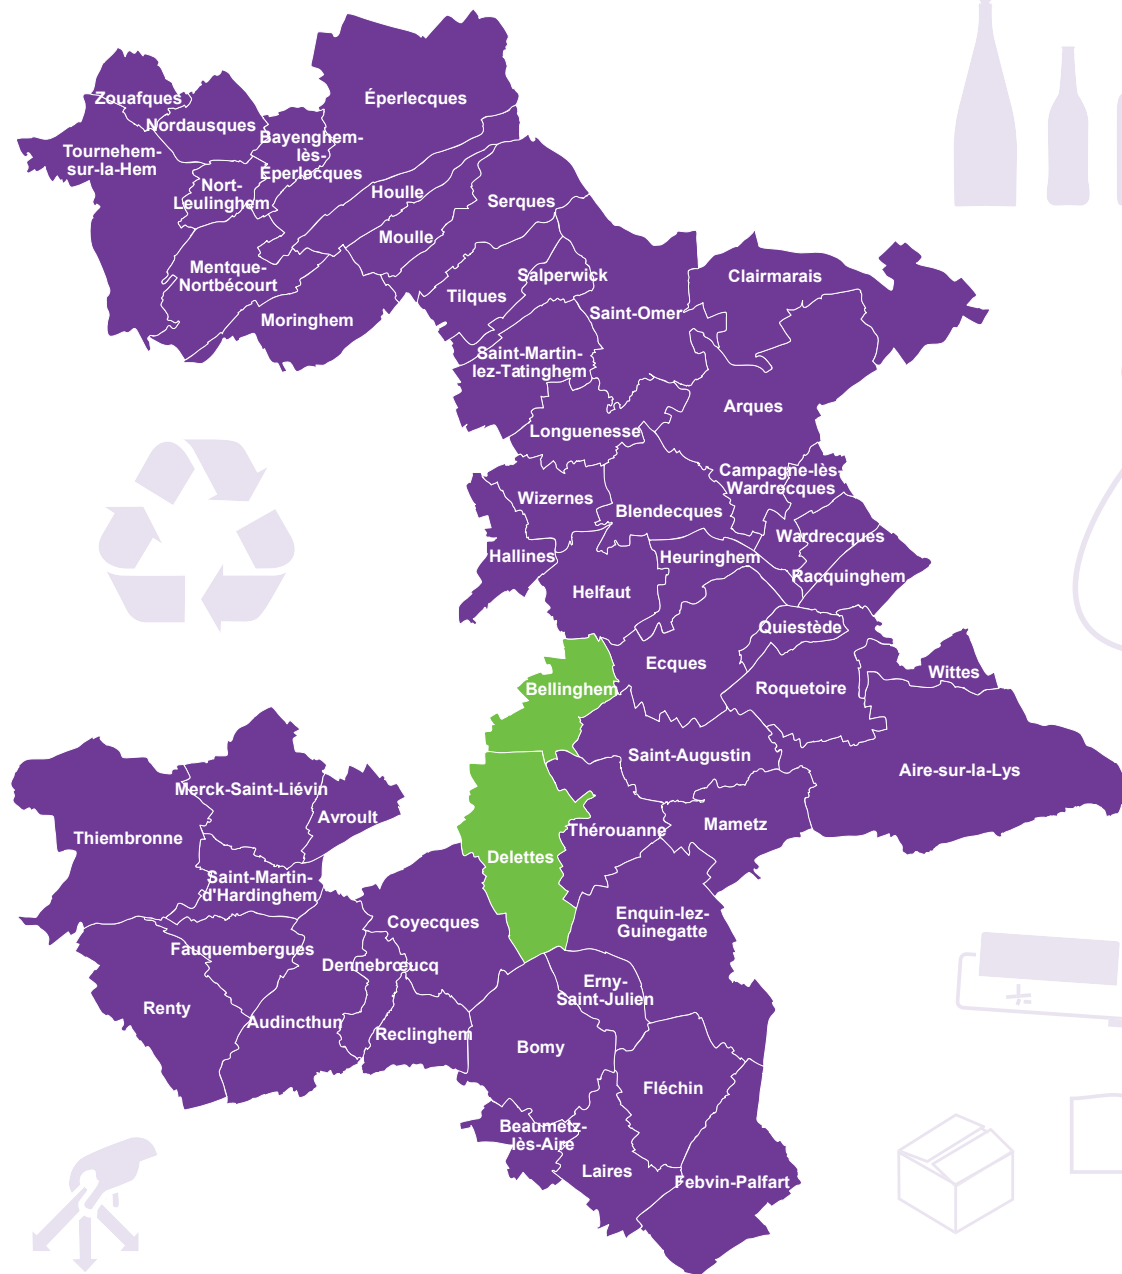 Éperlecques
Zouafques
Nordausques
Bayenghem-
lès-
Éperlocques
Tournehem-
sur-la-Hem
Nort-
Leulinghem
Houlle
Serques
Moulle
Mentque-
Nortbécourt
Salperwick
Clairmarais
Tilques
Saint-Omer
Moringhem
Saint-Martin-
lez-Tatinghem
Arques
Longuenesse
Campagne-lès-
Wardrecques
Wizernes
Blendecques
Wardrecques
Hallines
Heuringhem
Racquinghem
Helfaut
Quiestède
Ecques
Wittes
Bellinghem
Roquetoire
Saint-Augustin
Aire-sur-la-Lys
Merck-Saint-Liévin
Avroult
Thiembronne
Thérouanne
Mametz
Delettes
Saint-Martin-
d'Hardinghem
Coyecques
Enquin-lez-
Guinegatte
Fauquembergues
Dennebrœucq
Erny-
Saint-Julien
Renty
Audincthun
Reclinghem
Bomy
Fléchin
Beaumetz-
lès-Aire
Laires
Febvin-Palfart